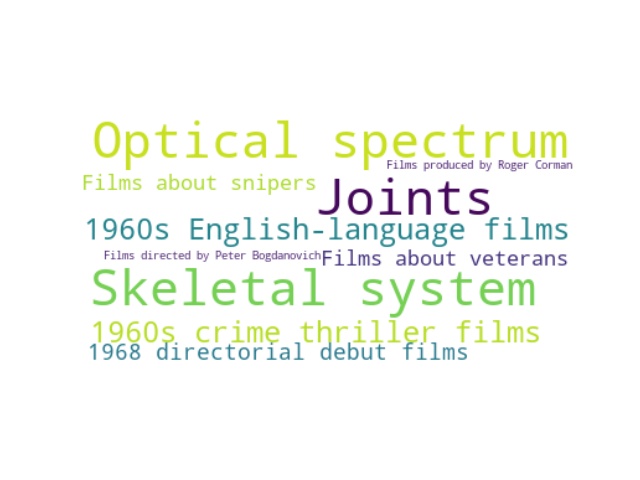 Optical spectrum
Films produced by Roger Corman
Films about snipers
Joints
1960s English-language films
Films directed by Peter Bogdanovich
Films about veterans
Skeletal system
1960s crime thriller films
1968 directorial debut films